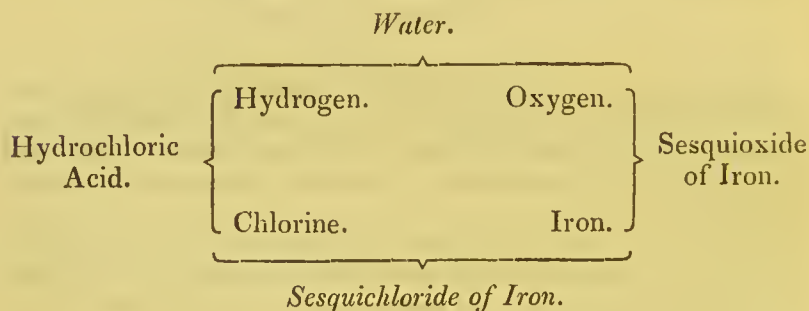 Water.
Hydrogen. Oxygen.
Hydrochloric Acid. Sesquioxide of Iron.
Chlorine. Iron.
Sesquichloride of Iron.